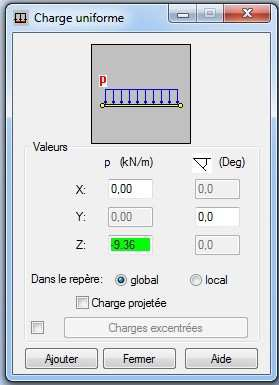 Charge uniforme
p
Valeurs
p (kN/m) (Deg)
X: 0,00 0,0
Y: 0,00 0,0
Z: -9.36 0,0
Dans le repère: global local
Charge projetée
Charges excentrées
Ajouter Fermer Aide